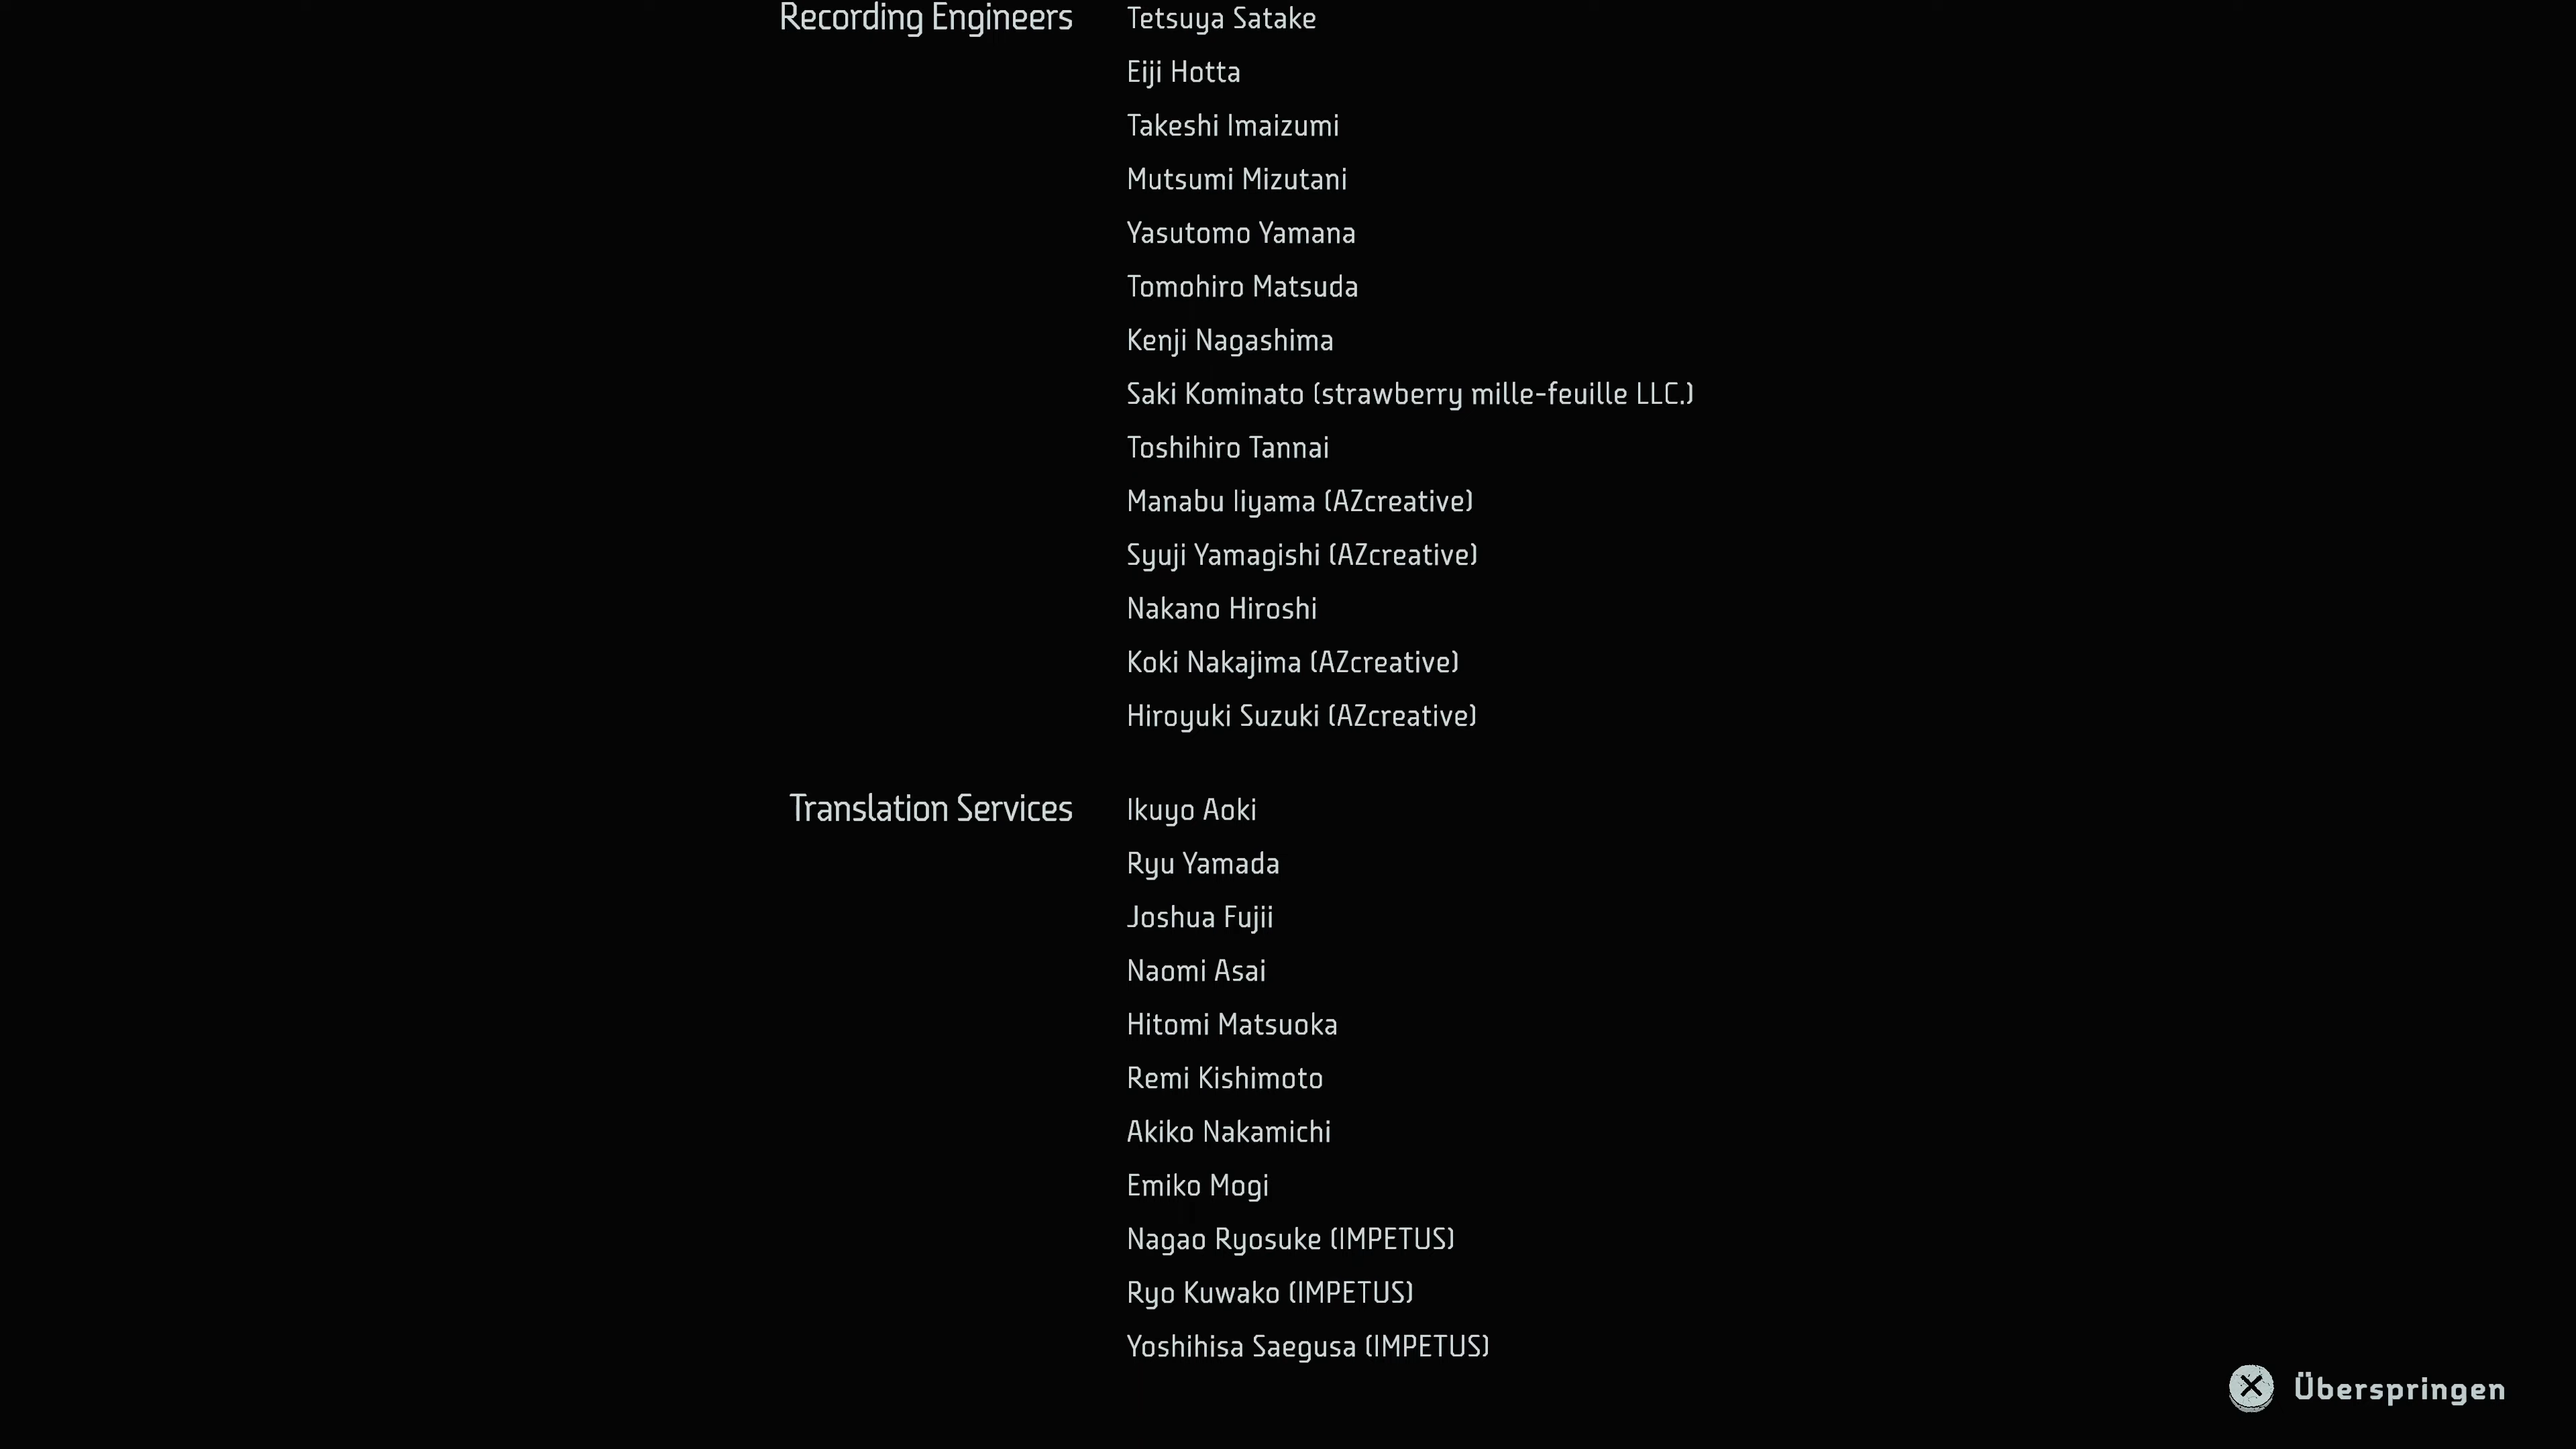 Recording Engineers Tetsuya Satake
Eiji Hotta
Takeshi Imaizumi
Mutsumi Mizutani
Yasutomo Yamana
Tomohiro Matsuda
Kenji Nagashima
Saki Kominato (strawberry mille-feuille LLC.)
Toshihiro Tannai
Manabu Iiyama (AZcreative)
Syuji Yamagishi (AZcreative)
Nakano Hiroshi
Koki Nakajima (AZcreative)
Hiroyuki Suzuki (AZcreative)
Translation Services Ikuyo Aoki
Ryu Yamada
Joshua Fujii
Naomi Asai
Hitomi Matsuoka
Remi Kishimoto
Akiko Nakamichi
Emiko Mogi
Nagao Ryosuke (IMPETUS)
Ryo Kuwako (IMPETUS)
Yoshihisa Saegusa (IMPETUS)
Überspringen